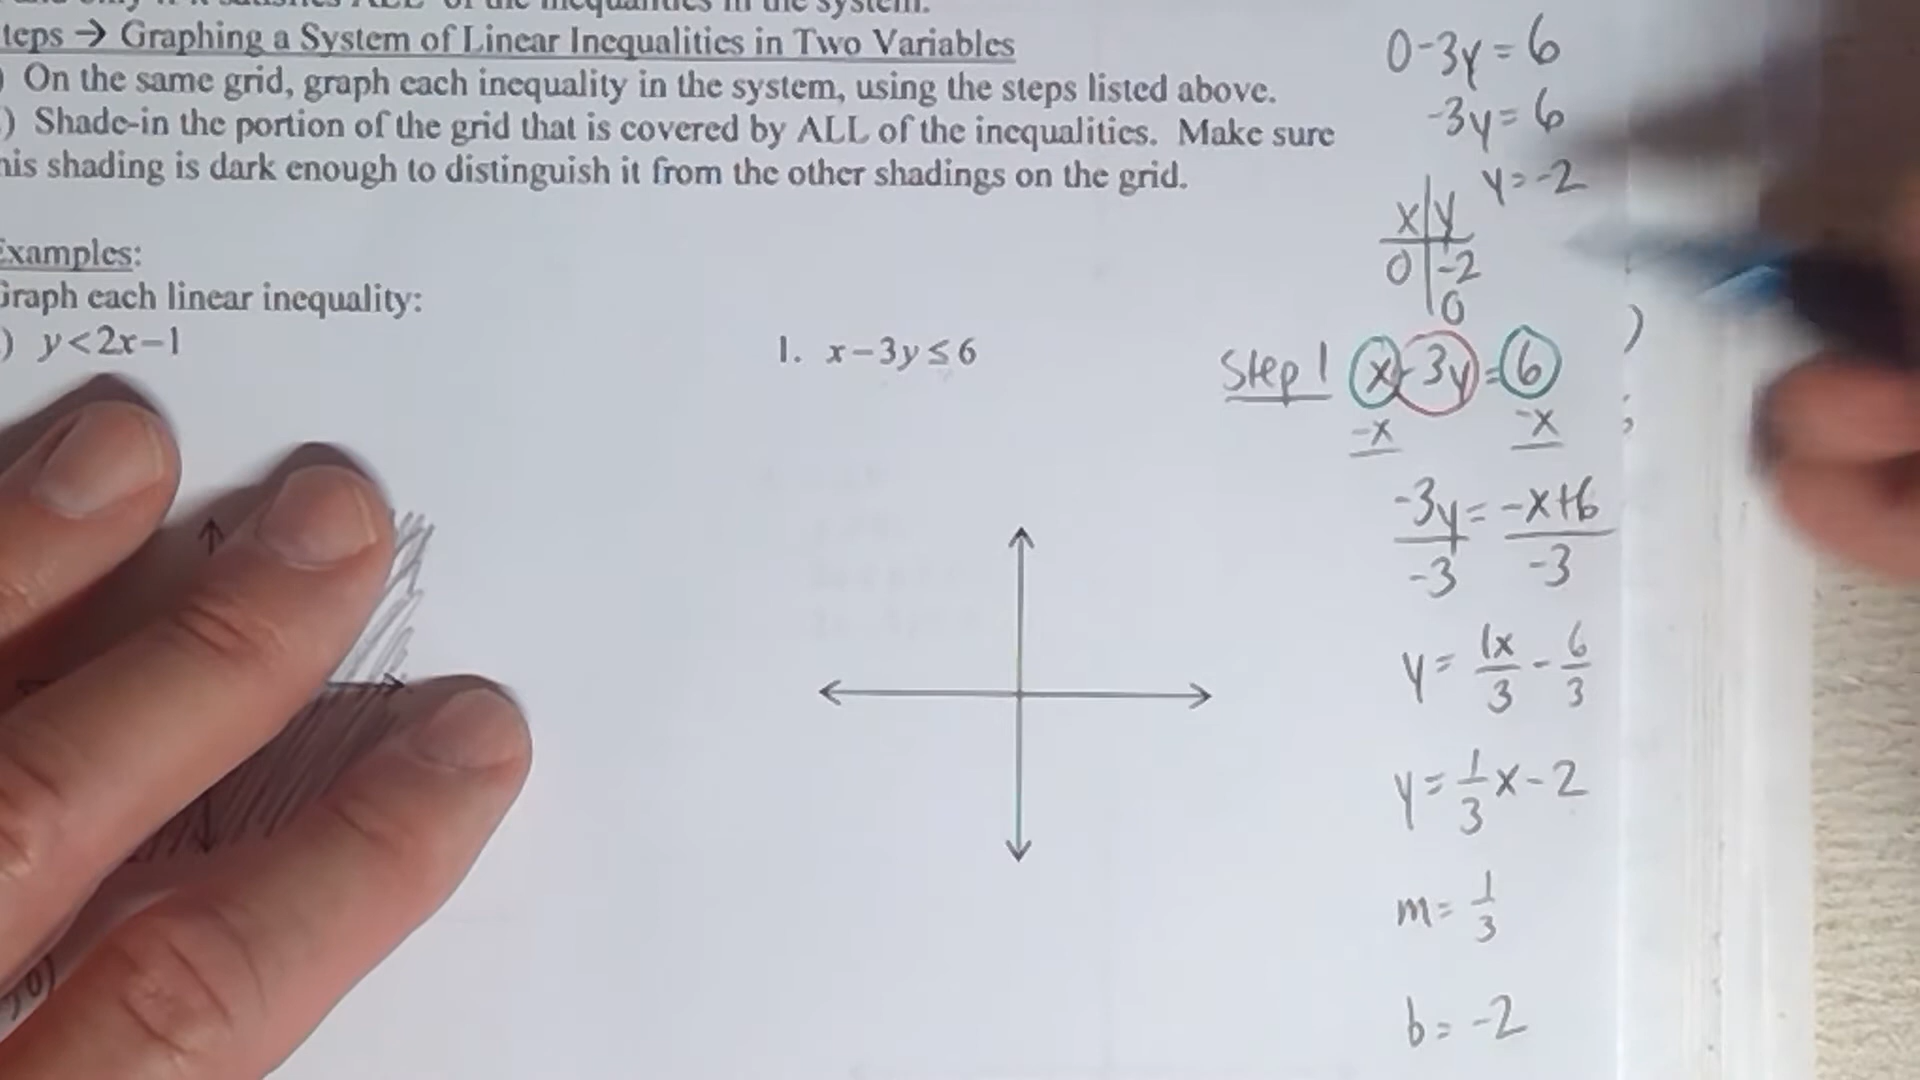 teps → Graphing a System of Linear Inequalities in Two Variables
) On the same grid, graph each inequality in the system, using the steps listed above.
) Shade-in the portion of the grid that is covered by ALL of the inequalities. Make sure
his shading is dark enough to distinguish it from the other shadings on the grid.
Examples:
Graph each linear inequality:
) y<2x-1
1. x-3y≤6
0-3y=6
-3y=6
y=-2
x|y
0|-2
|0
Step 1 x-3y=6
-x -x
-3y = -x+6
-3 -3
y = 1x/3 - 6/3
y = 1/3 x - 2
m = 1/3
b = -2